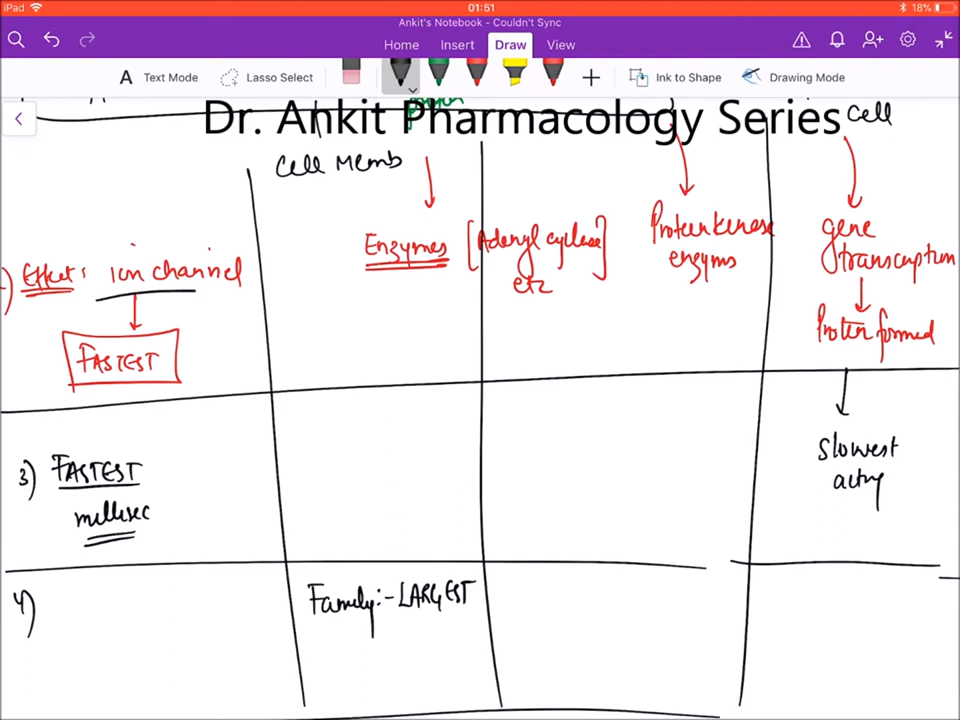 iPad 01:51 18%
Ankit's Notebook - Couldn't Sync
Home Insert Draw View
A Text Mode Lasso Select Ink to Shape Drawing Mode
Dr. Ankit Pharmacology Series
Cell
Cell Memb
Enzymes [Adenyl cyclase]
etc
Protein kinase
enzyms
gene
transcription
Protein formed
Effect: ion channel
FASTEST
3) FASTEST
millisec
Slowest
acting
4)
Family:- LARGEST